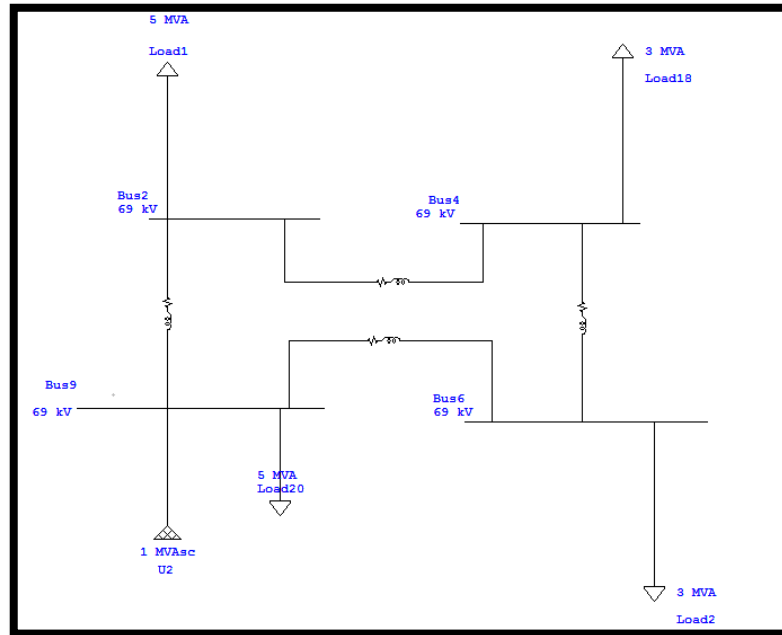 5 MVA
Load1
3 MVA
Load18
Bus2
69 kV
Bus4
69 kV
Bus9
69 kV
Bus6
69 kV
5 MVA
Load20
1 MVAsc
U2
3 MVA
Load2